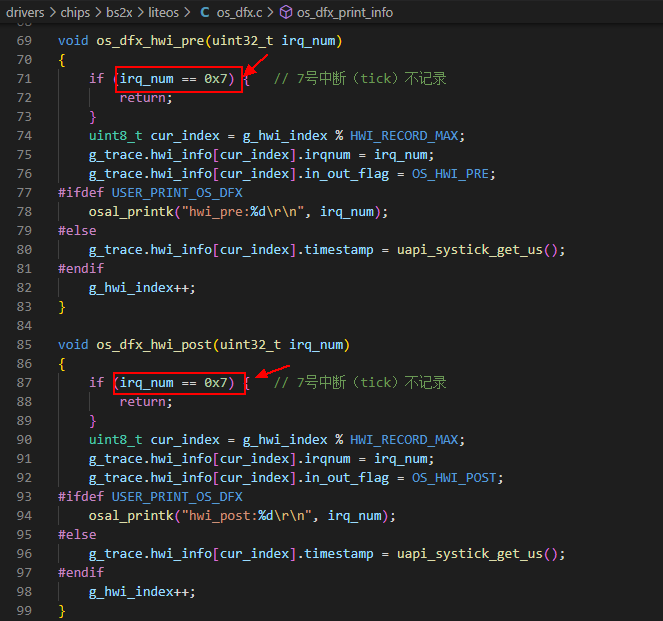 drivers > chips > bs2x > liteos > C os_dfx.c > os_dfx_print_info
69 void os_dfx_hwi_pre(uint32_t irq_num)
70 {
71 if (irq_num == 0x7) { // 7号中断（tick）不记录
72 return;
73 }
74 uint8_t cur_index = g_hwi_index % HWI_RECORD_MAX;
75 g_trace.hwi_info[cur_index].irqnum = irq_num;
76 g_trace.hwi_info[cur_index].in_out_flag = OS_HWI_PRE;
77 #ifdef USER_PRINT_OS_DFX
78 osal_printk("hwi_pre:%d\r\n", irq_num);
79 #else
80 g_trace.hwi_info[cur_index].timestamp = uapi_systick_get_us();
81 #endif
82 g_hwi_index++;
83 }
84
85 void os_dfx_hwi_post(uint32_t irq_num)
86 {
87 if (irq_num == 0x7) { // 7号中断（tick）不记录
88 return;
89 }
90 uint8_t cur_index = g_hwi_index % HWI_RECORD_MAX;
91 g_trace.hwi_info[cur_index].irqnum = irq_num;
92 g_trace.hwi_info[cur_index].in_out_flag = OS_HWI_POST;
93 #ifdef USER_PRINT_OS_DFX
94 osal_printk("hwi_post:%d\r\n", irq_num);
95 #else
96 g_trace.hwi_info[cur_index].timestamp = uapi_systick_get_us();
97 #endif
98 g_hwi_index++;
99 }